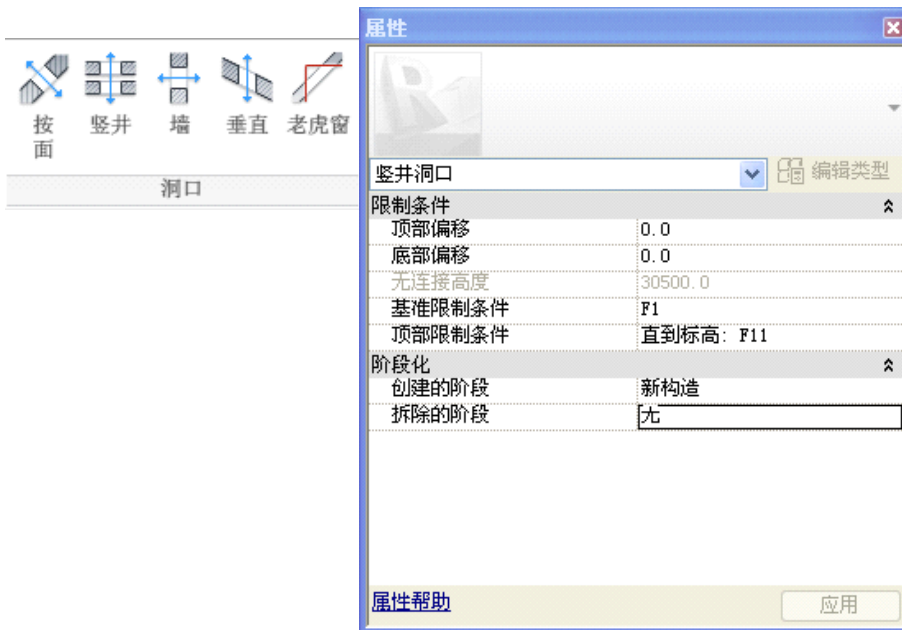 按面 竖井 墙 垂直 老虎窗
洞口
属性
竖井洞口 编辑类型
限制条件
顶部偏移 0.0
底部偏移 0.0
无连接高度 30500.0
基准限制条件 F1
顶部限制条件 直到标高: F11
阶段化
创建的阶段 新构造
拆除的阶段 无
属性帮助 应用